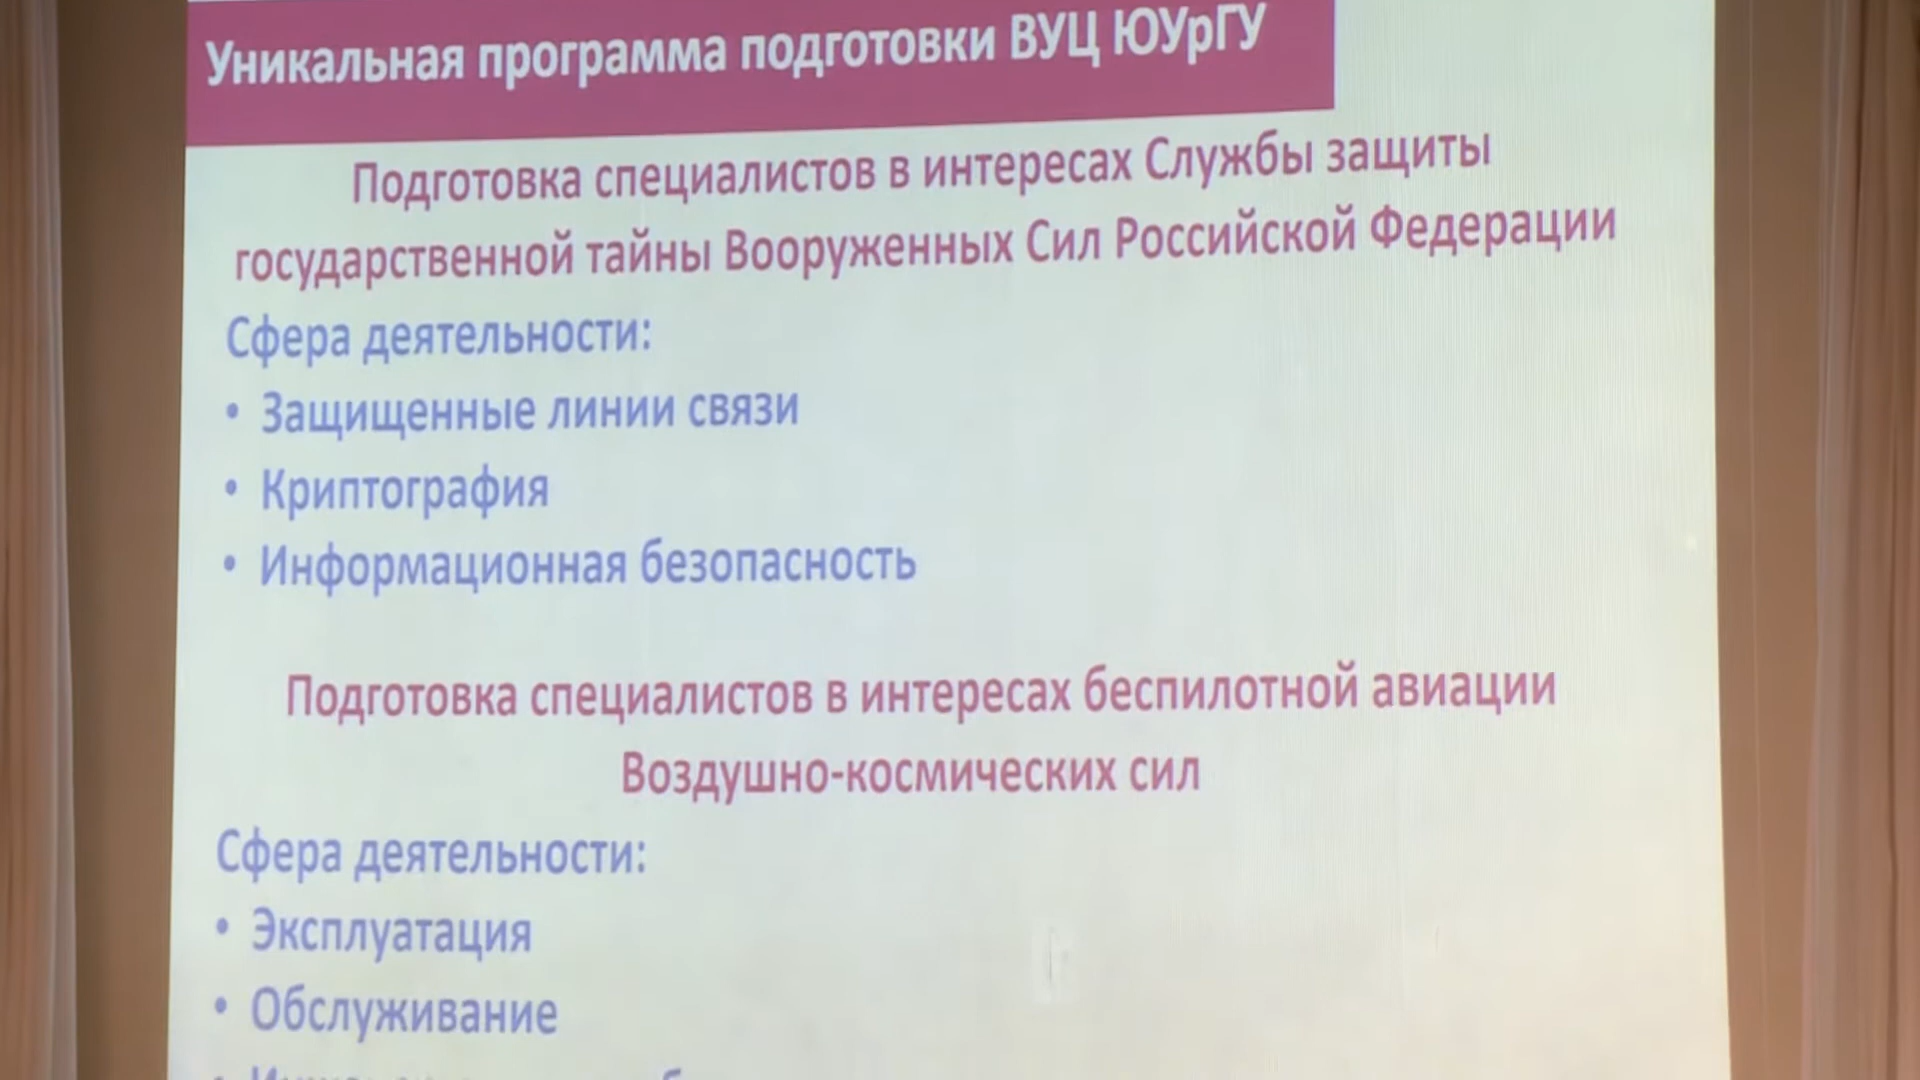 Уникальная программа подготовки ВУЦ ЮУрГУ
Подготовка специалистов в интересах Службы защиты
государственной тайны Вооруженных Сил Российской Федерации
Сфера деятельности:
• Защищенные линии связи
• Криптография
• Информационная безопасность
Подготовка специалистов в интересах беспилотной авиации
Воздушно-космических сил
Сфера деятельности:
• Эксплуатация
• Обслуживание